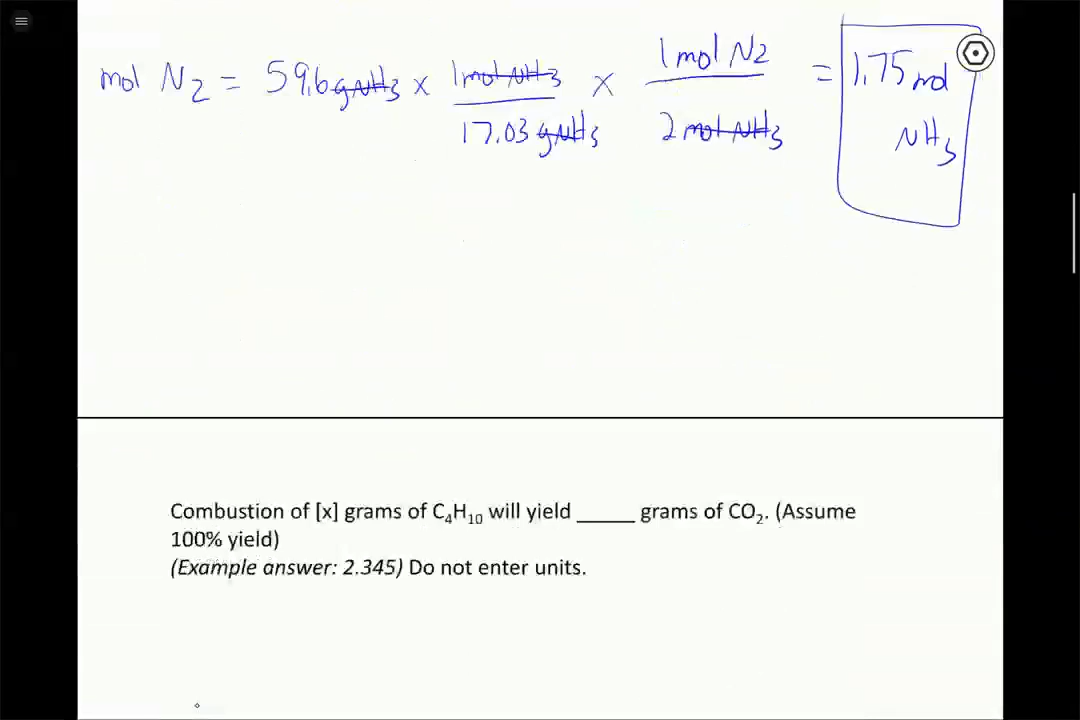 mol N₂ = 59.6 g NH₃ × 1 mol NH₃ / 17.03 g NH₃ × 1 mol N₂ / 2 mol NH₃ = 1.75 mol NH₃
Combustion of [x] grams of C₄H₁₀ will yield _____ grams of CO₂. (Assume
100% yield)
(Example answer: 2.345) Do not enter units.